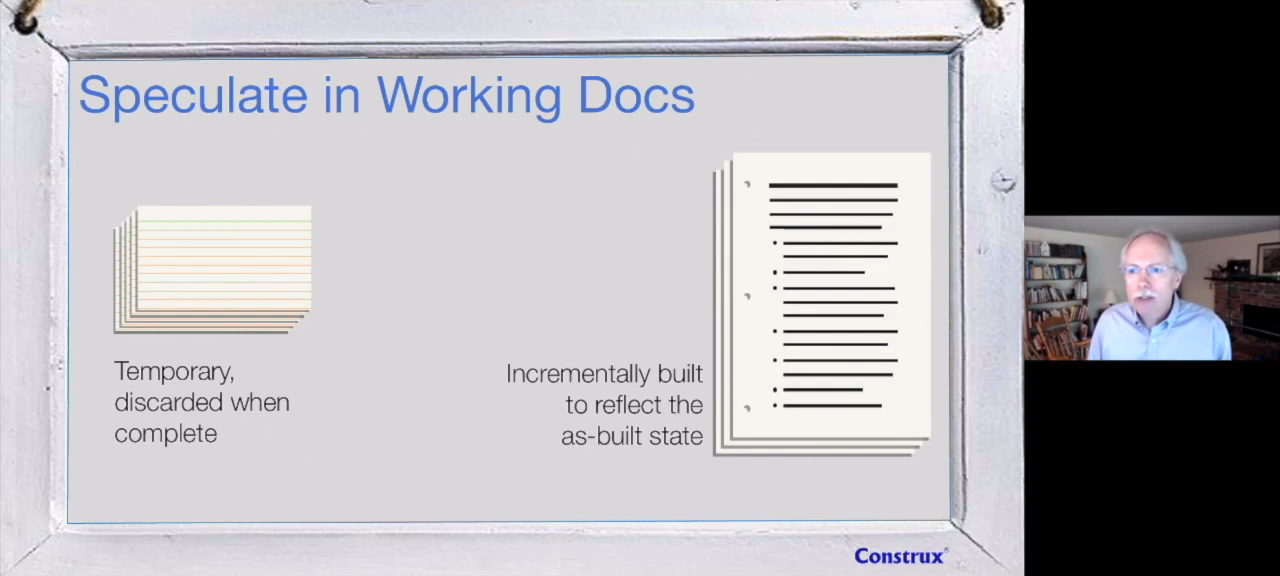 Speculate in Working Docs
Temporary,
discarded when
complete
Incrementally built
to reflect the
as-built state
Construx®